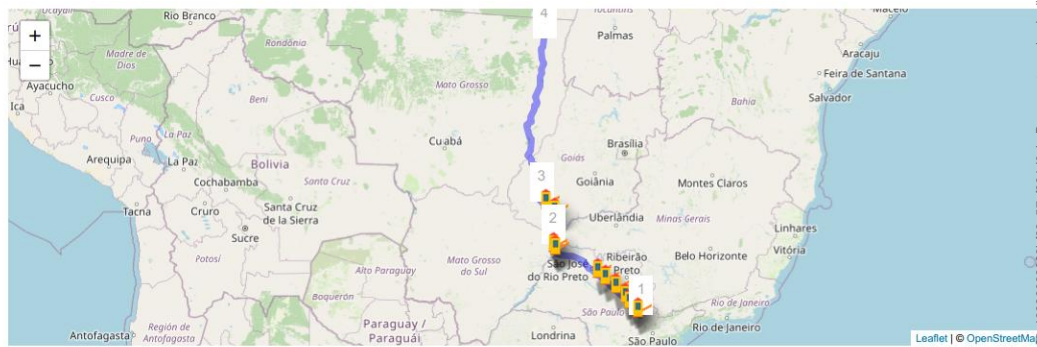 Rio Branco
4
Tocantins
Maceió
+
Rondônia
Palmas
Madre de
Dios
Aracaju
−
Mato Grosso
Feira de Santana
Ayacucho
Cusco
Beni
Bahia
Salvador
Ica
Puno
La Paz
Cuiabá
Brasília
Arequipa
La Paz
Bolivia
Goiás
3
Cochabamba
Santa Cruz
Goiânia
Montes Claros
Tacna
Cruro
Santa Cruz
de la Sierra
2
Uberlândia
Minas Gerais
Sucre
Linhares
Potosí
Mato Grosso
do Sul
São José
do Rio Preto
Ribeirão
Preto
Belo Horizonte
Vitória
Alto Paraguay
1
Boquerón
São Paulo
Rio de Janeiro
Antofagasta
Región de
Antofagasta
Paraguay /
Paraguái
Londrina
São Paulo
Rio de Janeiro
Leaflet | © OpenStreetMa